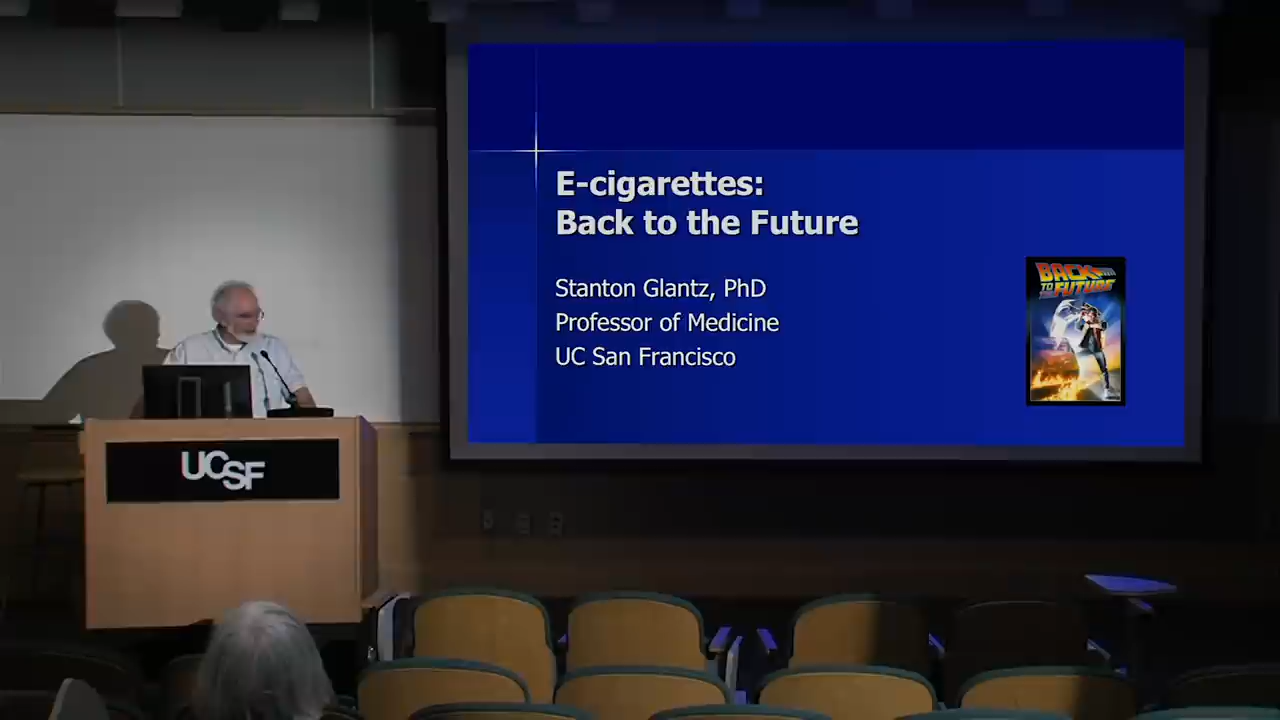 E-cigarettes:
Back to the Future
Stanton Glantz, PhD
Professor of Medicine
UC San Francisco
BACK
TO THE
FUTURE
UCSF